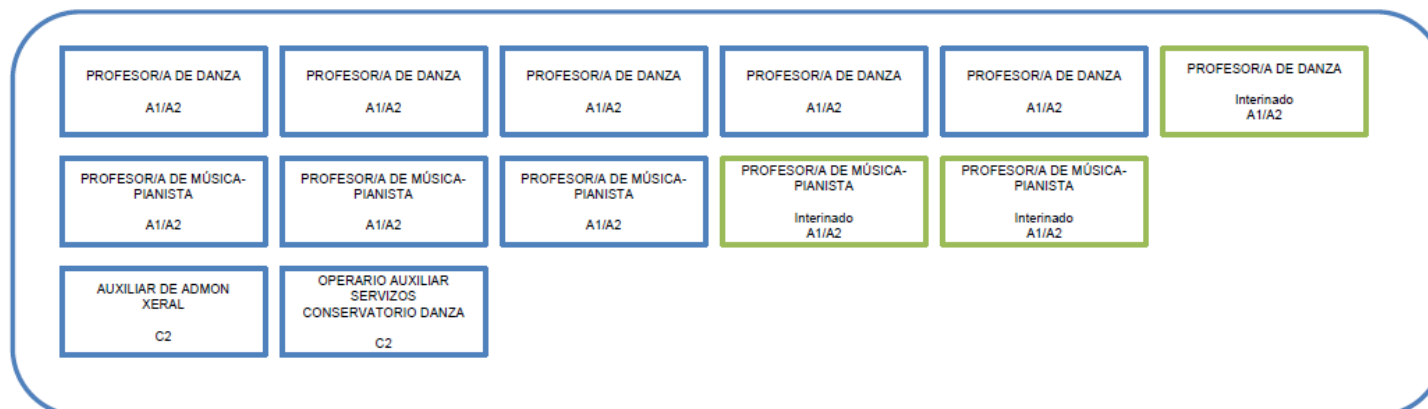 PROFESOR/A DE DANZA
A1/A2
PROFESOR/A DE DANZA
A1/A2
PROFESOR/A DE DANZA
A1/A2
PROFESOR/A DE DANZA
A1/A2
PROFESOR/A DE DANZA
A1/A2
PROFESOR/A DE DANZA
Interinado
A1/A2
PROFESOR/A DE MÚSICA-
PIANISTA
A1/A2
PROFESOR/A DE MÚSICA-
PIANISTA
A1/A2
PROFESOR/A DE MÚSICA-
PIANISTA
A1/A2
PROFESOR/A DE MÚSICA-
PIANISTA
Interinado
A1/A2
PROFESOR/A DE MÚSICA-
PIANISTA
Interinado
A1/A2
AUXILIAR DE ADMON
XERAL
C2
OPERARIO AUXILIAR
SERVIZOS
CONSERVATORIO DANZA
C2